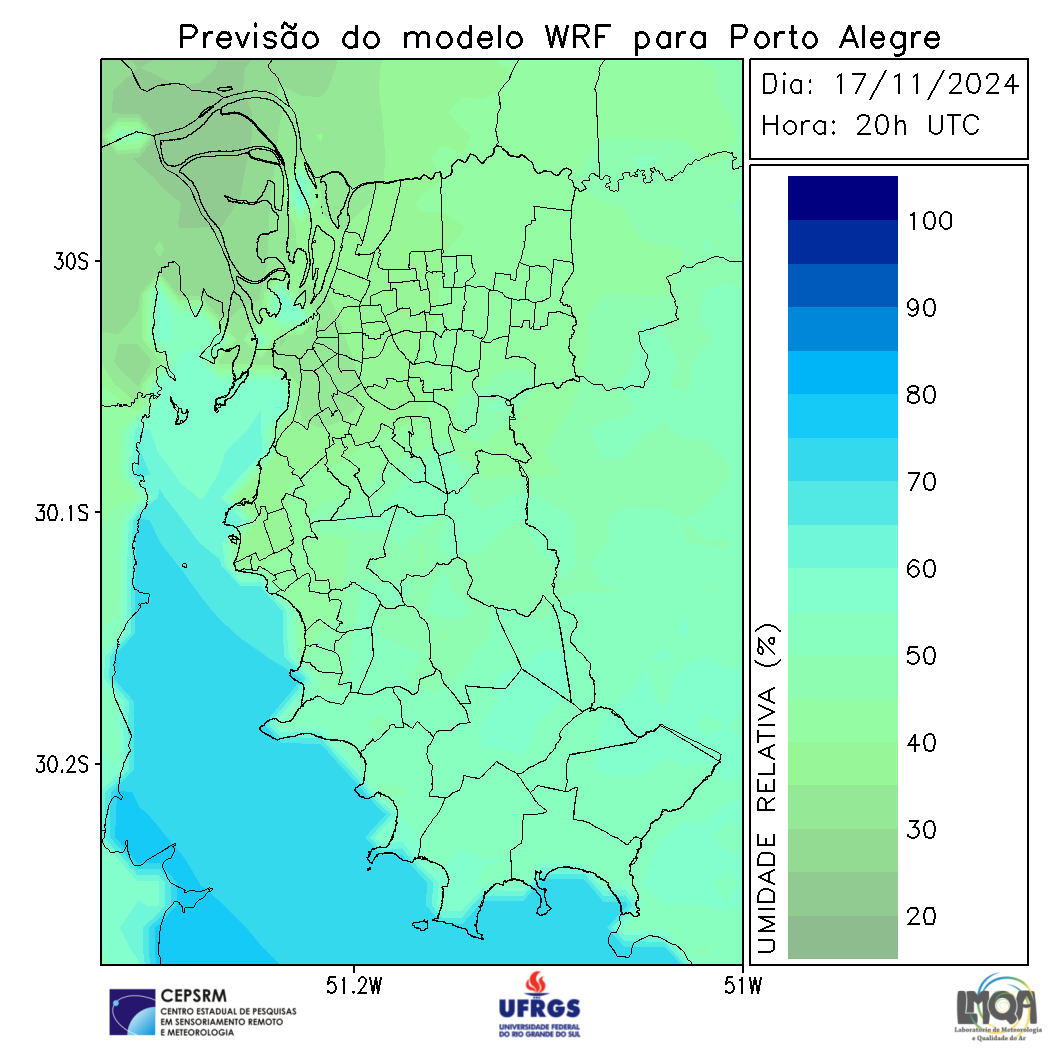 Previsão do modelo WRF para Porto Alegre
Dia: 17/11/2024
Hora: 20h UTC
100
90
80
70
60
50
40
30
20
UMIDADE RELATIVA (%)
30S
30.1S
30.2S
51.2W
51W
CEPSRM
CENTRO ESTADUAL DE PESQUISAS
EM SENSORIAMENTO REMOTO
E METEOROLOGIA
UFRGS
UNIVERSIDADE FEDERAL
DO RIO GRANDE DO SUL
LMQA
Laboratório de Meteorologia
e Qualidade do Ar